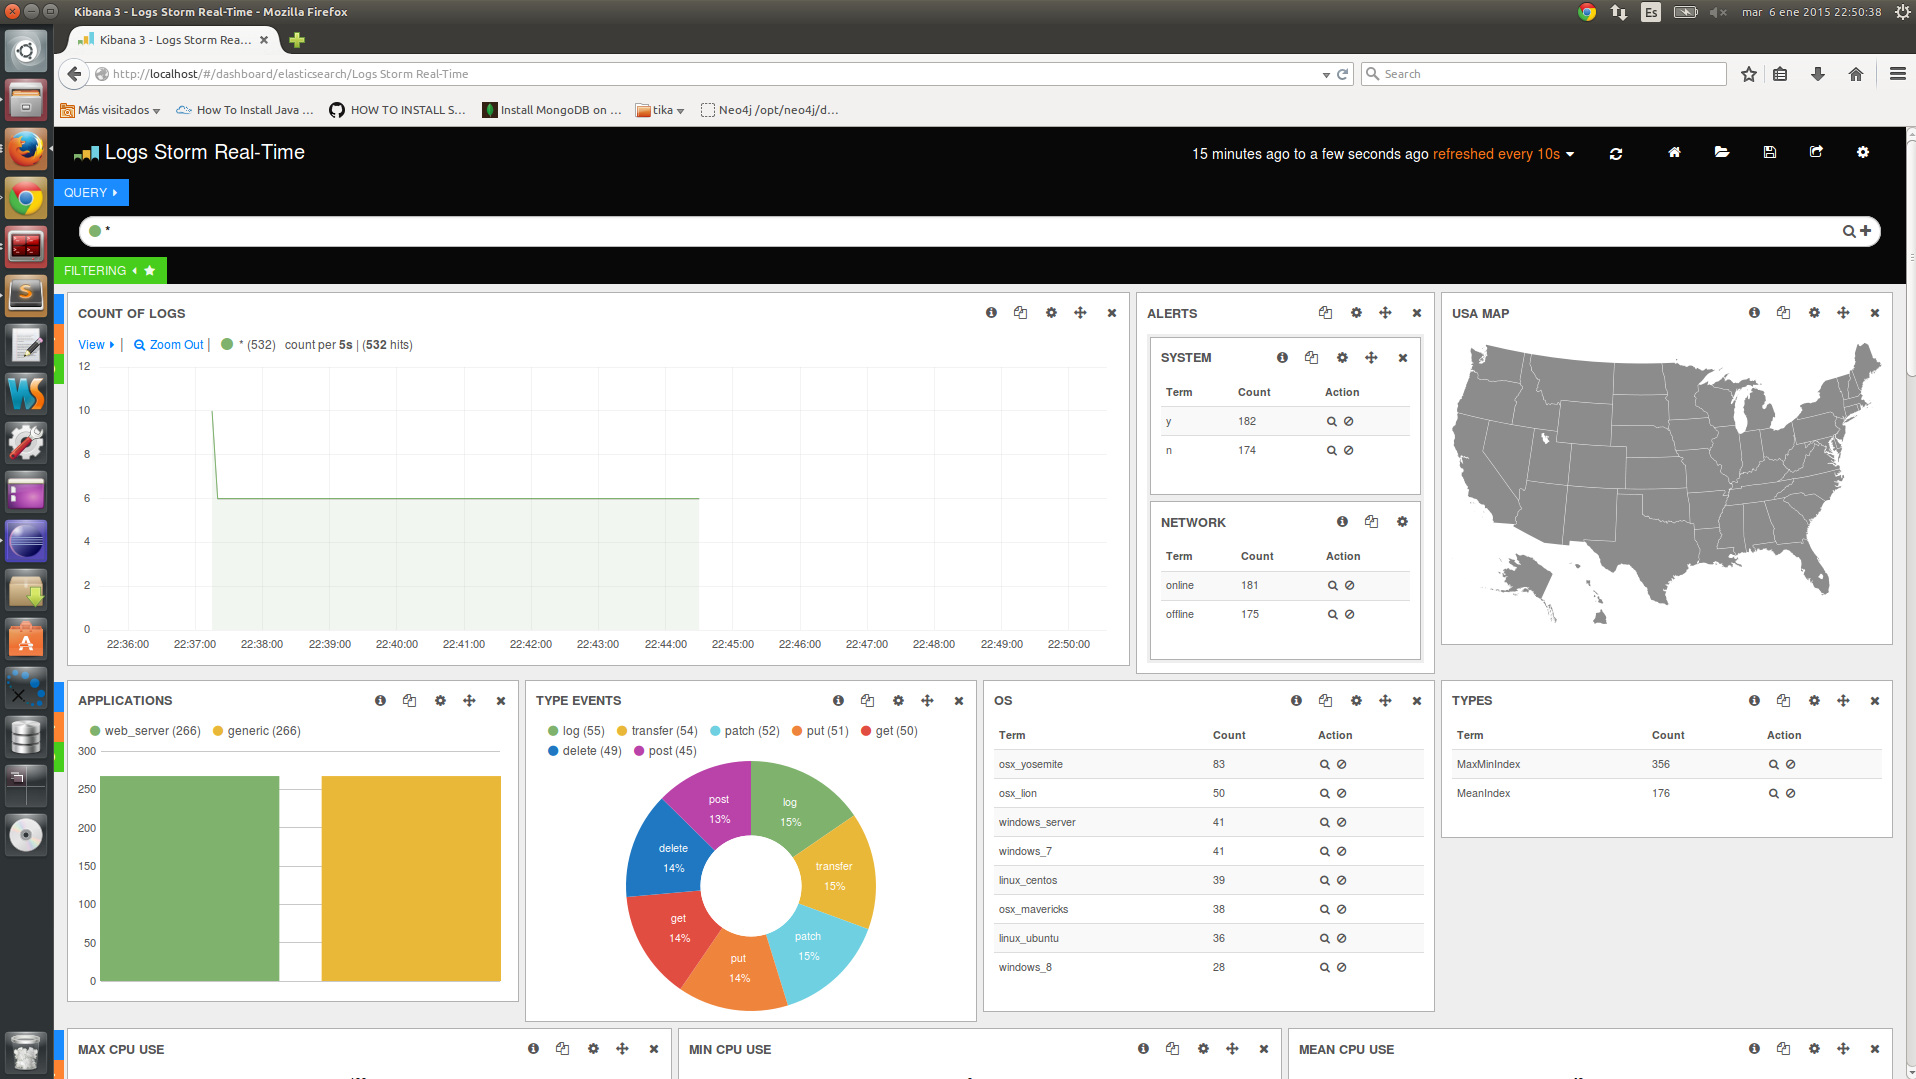 Kibana 3 - Logs Storm Real-Time - Mozilla Firefox
Es
mar 6 ene 2015 22:50:38
Kibana 3 - Logs Storm Rea...
http://localhost/#/dashboard/elasticsearch/Logs Storm Real-Time
Search
Más visitados
How To Install Java ...
HOW TO INSTALL S...
Install MongoDB on ...
tika
Neo4j /opt/neo4j/d...
Logs Storm Real-Time
15 minutes ago to a few seconds ago refreshed every 10s
QUERY
*
FILTERING
COUNT OF LOGS
View | Zoom Out | * (532) count per 5s | (532 hits)
12
10
8
6
4
2
0
22:36:00 22:37:00 22:38:00 22:39:00 22:40:00 22:41:00 22:42:00 22:43:00 22:44:00 22:45:00 22:46:00 22:47:00 22:48:00 22:49:00 22:50:00
ALERTS
SYSTEM
Term Count Action
y 182
n 174
NETWORK
Term Count Action
online 181
offline 175
USA MAP
APPLICATIONS
web_server (266) generic (266)
300
250
200
150
100
50
0
TYPE EVENTS
log (55) transfer (54) patch (52) put (51) get (50)
delete (49) post (45)
log
15%
transfer
15%
patch
15%
put
14%
get
14%
delete
14%
post
13%
OS
Term Count Action
osx_yosemite 83
osx_lion 50
windows_server 41
windows_7 41
linux_centos 39
osx_mavericks 38
linux_ubuntu 36
windows_8 28
TYPES
Term Count Action
MaxMinIndex 356
MeanIndex 176
MAX CPU USE
MIN CPU USE
MEAN CPU USE